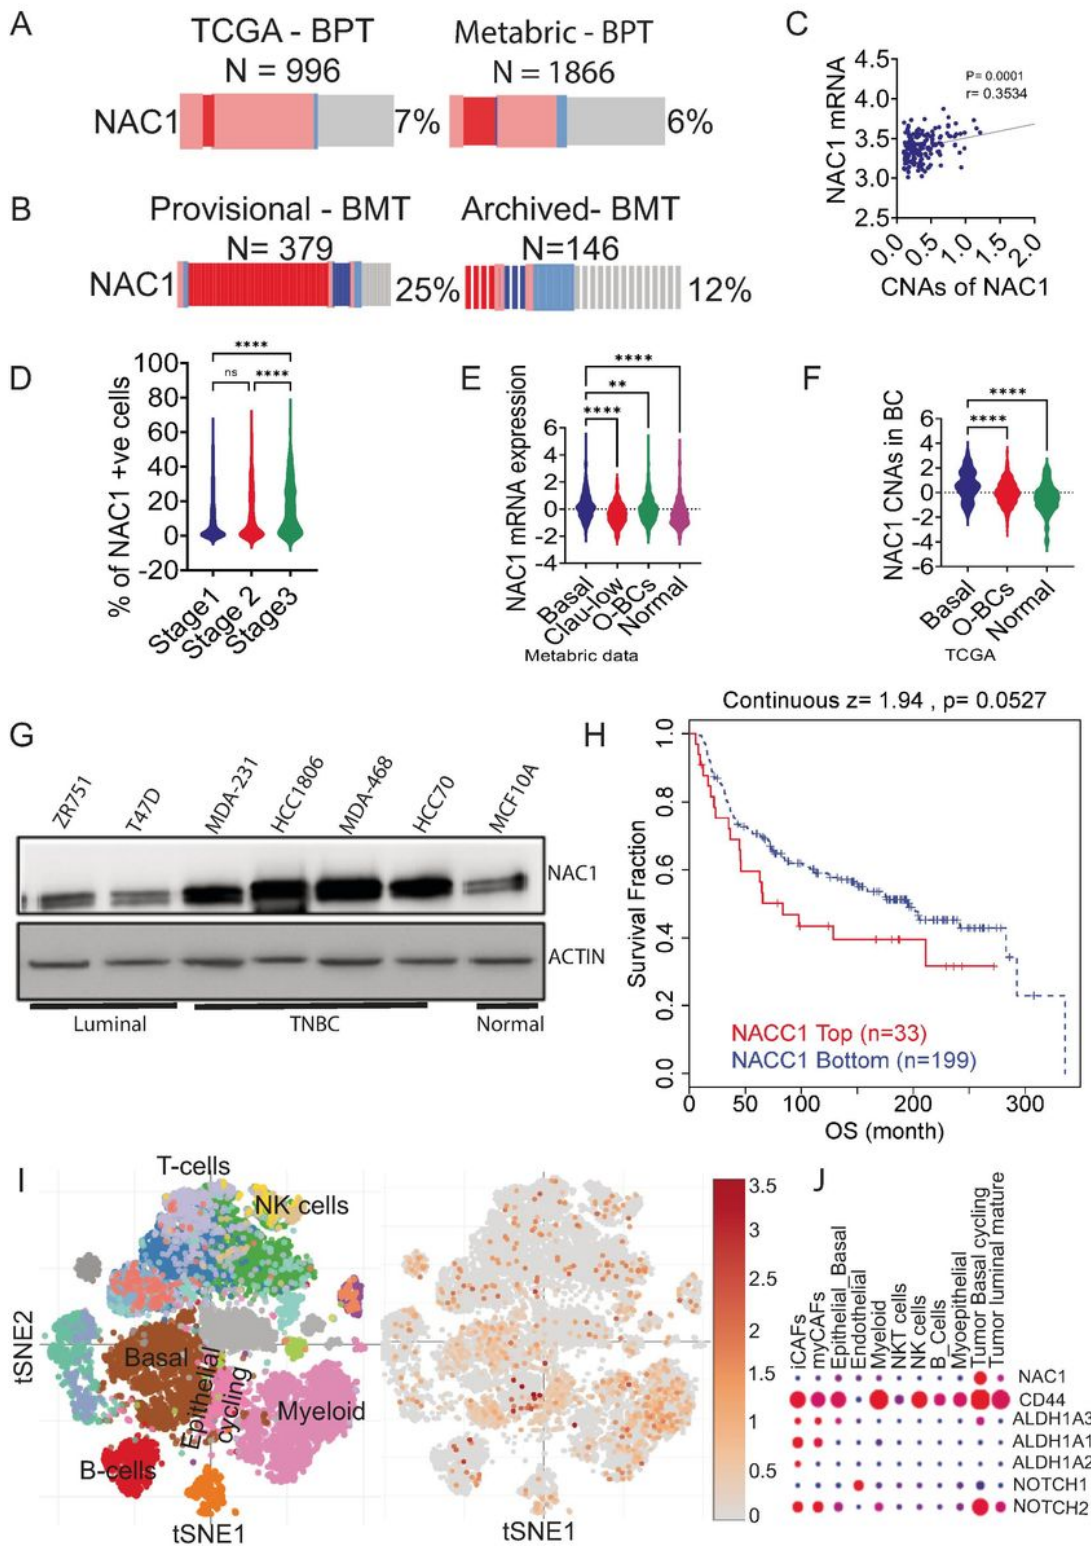 A
TCGA - BPT
N = 996
NAC1
7%
Metabric - BPT
N = 1866
6%
B
Provisional - BMT
N= 379
NAC1
25%
Archived- BMT
N=146
12%
C
NAC1 mRNA
4.5
4.0
3.5
3.0
2.5
P= 0.0001
r= 0.3534
0.0
0.5
1.0
1.5
2.0
CNAs of NAC1
D
% of NAC1 +ve cells
100
80
60
40
20
0
-20
****
ns
****
Stage1
Stage 2
Stage3
E
NAC1 mRNA expression
6
4
2
0
-2
-4
****
**
****
Basal
Clau-low
O-BCs
Normal
Metabric data
F
NAC1 CNAs in BC
6
4
2
0
-2
-4
-6
****
****
Basal
O-BCs
Normal
TCGA
G
ZR751
T47D
MDA-231
HCC1806
MDA-468
HCC70
MCF10A
NAC1
ACTIN
Luminal
TNBC
Normal
H
Continuous z= 1.94 , p= 0.0527
Survival Fraction
1.0
0.8
0.6
0.4
0.2
0.0
NACC1 Top (n=33)
NACC1 Bottom (n=199)
0
50
100
200
300
OS (month)
I
T-cells
NK cells
Basal
Epithelial
cycling
Myeloid
B-cells
tSNE2
tSNE1
tSNE1
3.5
3
2.5
2
1.5
1
0.5
0
J
iCAFs
myCAFs
Epithelial_Basal
Endothelial
Myeloid
NKT cells
NK cells
B_Cells
Myoepithelial
Tumor Basal cycling
Tumor luminal mature
NAC1
CD44
ALDH1A3
ALDH1A1
ALDH1A2
NOTCH1
NOTCH2